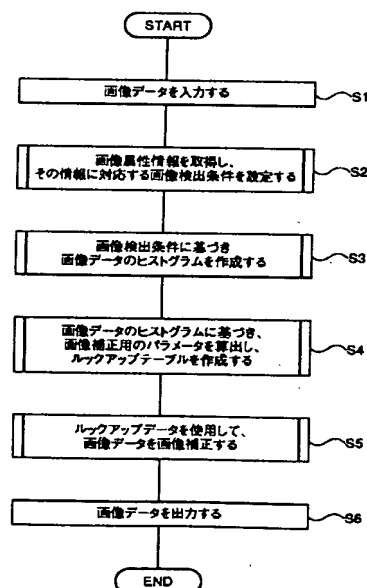 START
画像データを入力する
S1
画像属性情報を取得し、
その情報に対応する画像検出条件を設定する
S2
画像検出条件に基づき
画像データのヒストグラムを作成する
S3
画像データのヒストグラムに基づき、
画像補正用のパラメータを算出し、
ルックアップテーブルを作成する
S4
ルックアップデータを使用して、
画像データを画像補正する
S5
画像データを出力する
S6
END